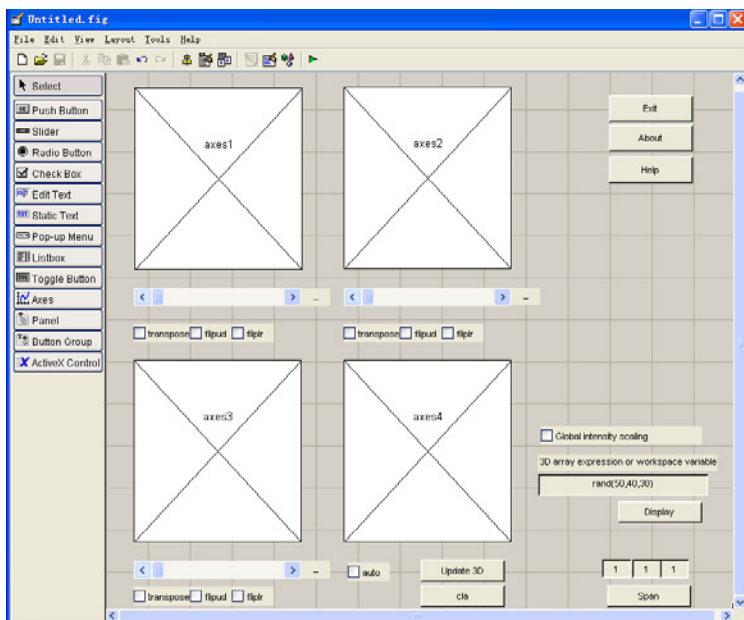 Untitled.fig
File Edit View Layout Tools Help
Select
Push Button
Slider
Radio Button
Check Box
Edit Text
Static Text
Pop-up Menu
Listbox
Toggle Button
Axes
Panel
Button Group
ActiveX Control
axes1
axes2
Exit
About
Help
transpose flipud fliplr
transpose flipud fliplr
axes3
axes4
Global intensity scaling
3D array expression or workspace variable
rand(50,40,30)
Display
auto
Update 3D
1 1 1
transpose flipud fliplr
cla
Span